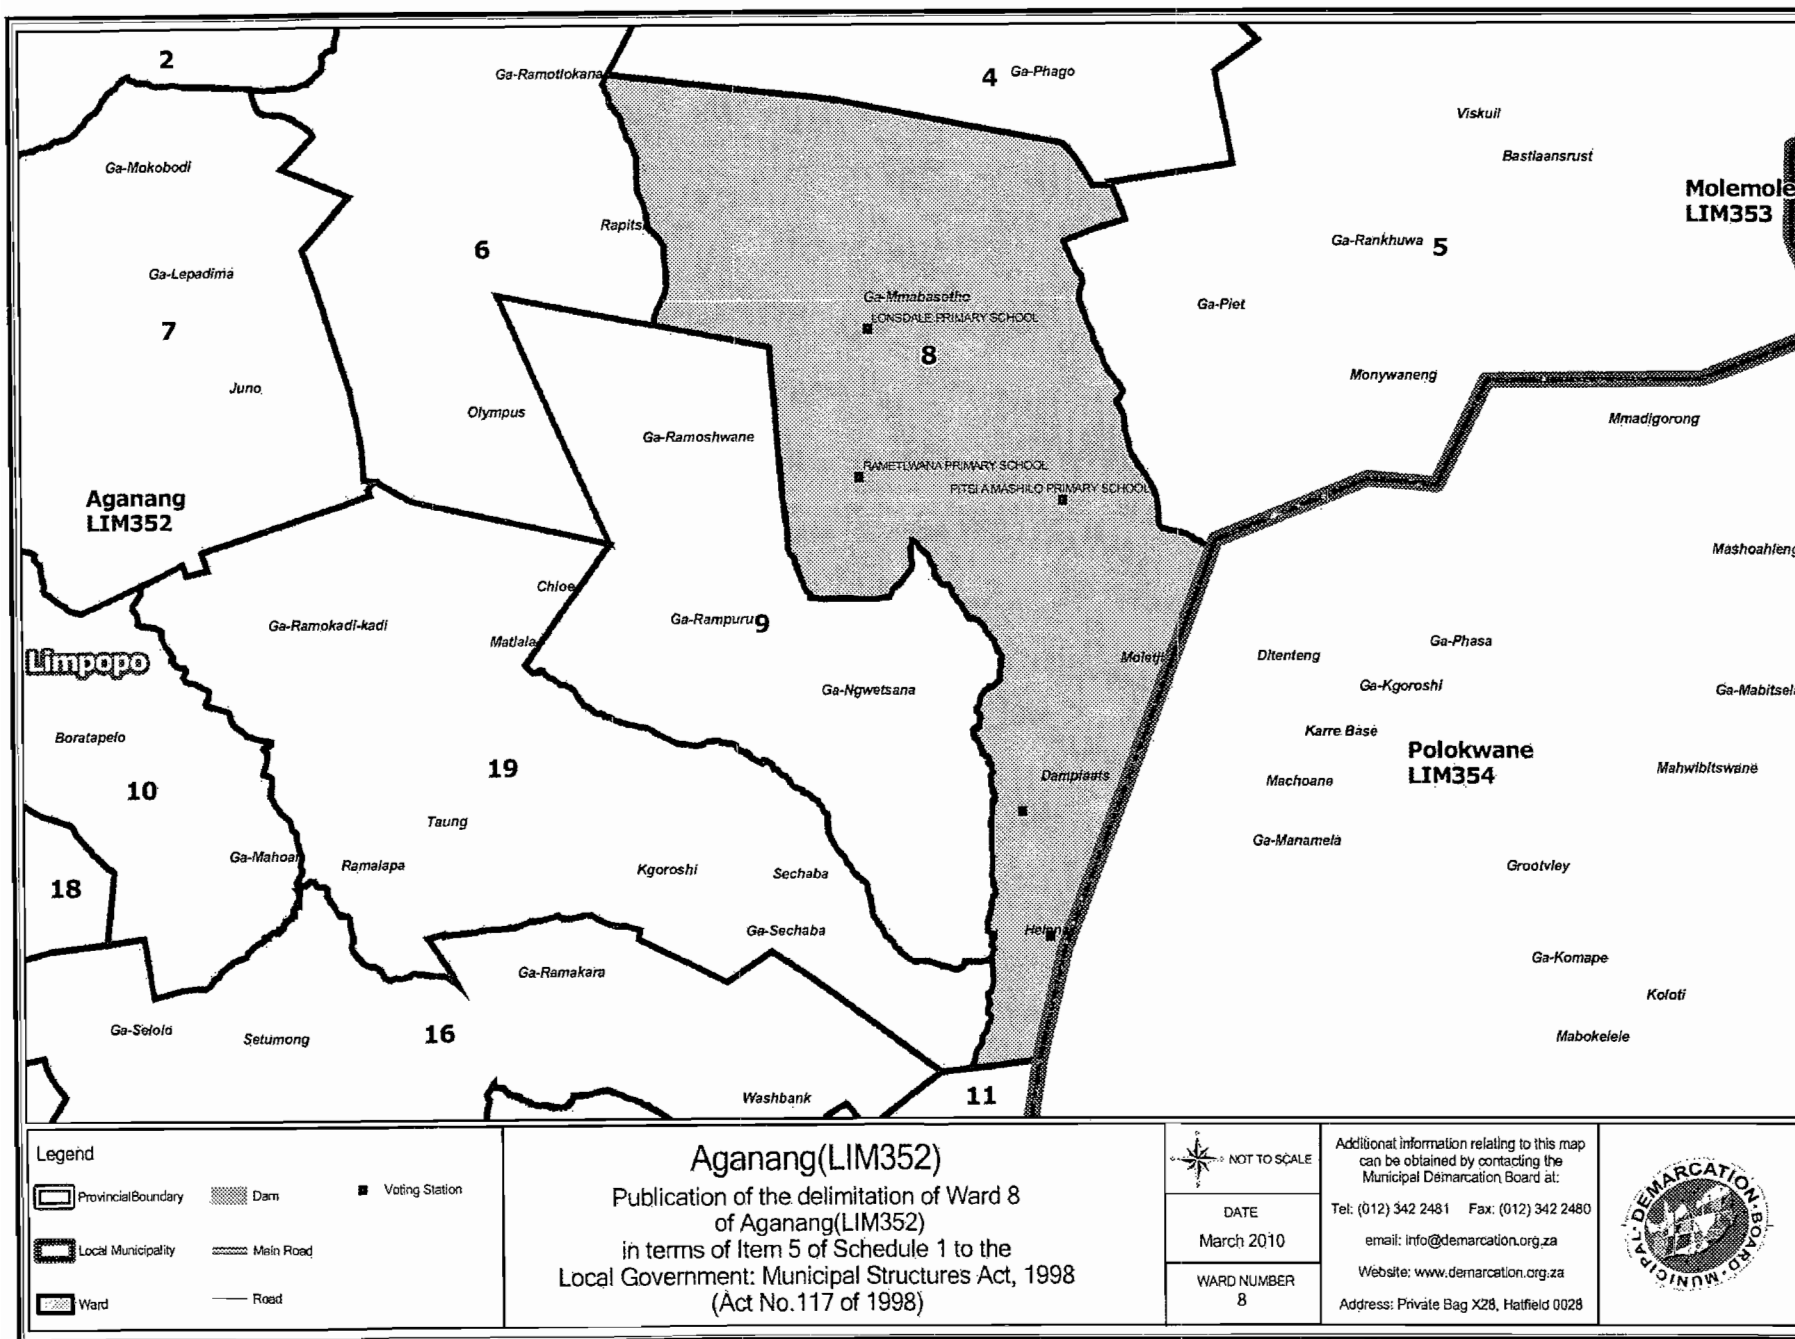 2
Ga-Ramotlokana
4
Ga-Phago
Viskuil
Bastiaansrust
Ga-Mokobodi
Molemole
LIM353
Rapitsi
6
Ga-Rankhuwa
5
Ga-Lepadima
Ga-Mmabasotho
Ga-Piet
LONSDALE PRIMARY SCHOOL
7
8
Monywaneng
Juno
Olympus
Mmadigorong
Ga-Ramoshwane
RAMETLWANA PRIMARY SCHOOL
PITSI A MASHILO PRIMARY SCHOOL
Aganang
LIM352
Mashoahleng
Chloe
Ga-Ramokadi-kadi
Ga-Rampuru
9
Matlala
Ga-Phasa
Limpopo
Moletji
Ditenteng
Ga-Kgoroshi
Ga-Ngwetsana
Ga-Mabitsela
Karre Base
Boratapelo
Polokwane
LIM354
19
Damplaats
Machoane
Mahwibitswane
10
Taung
Ga-Manamela
Ga-Mahoai
Ramalapa
Kgoroshi
Sechaba
Grootvley
18
Ga-Sechaba
Ga-Ramakara
Ga-Komape
Koloti
Ga-Selolo
Setumong
16
Mabokelele
Washbank
11
Legend
Provincial Boundary
Dam
Voting Station
Local Municipality
Main Road
Ward
Road
Aganang(LIM352)
Publication of the delimitation of Ward 8
of Aganang(LIM352)
in terms of Item 5 of Schedule 1 to the
Local Government: Municipal Structures Act, 1998
(Act No.117 of 1998)
NOT TO SCALE
DATE
March 2010
WARD NUMBER
8
Additional information relating to this map
can be obtained by contacting the
Municipal Demarcation Board at:
Tel: (012) 342 2481 Fax: (012) 342 2480
email: info@demarcation.org.za
Website: www.demarcation.org.za
Address: Private Bag X28, Hatfield 0028
MUNICIPAL DEMARCATION BOARD